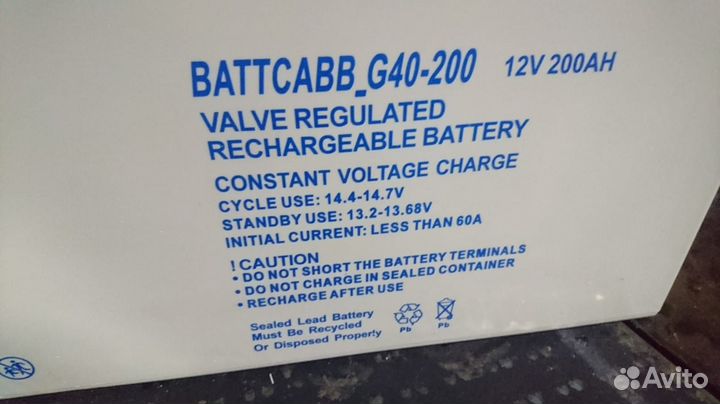 BATTCABB_G40-200 12V 200AH
VALVE REGULATED
RECHARGEABLE BATTERY
CONSTANT VOLTAGE CHARGE
CYCLE USE: 14.4-14.7V
STANDBY USE: 13.2-13.68V
INITIAL CURRENT: LESS THAN 60A
! CAUTION
• DO NOT SHORT THE BATTERY TERMINALS
• DO NOT CHARGE IN SEALED CONTAINER
• RECHARGE AFTER USE
Sealed Lead Battery
Must Be Recycled
Or Disposed Properly
Pb Pb
Avito